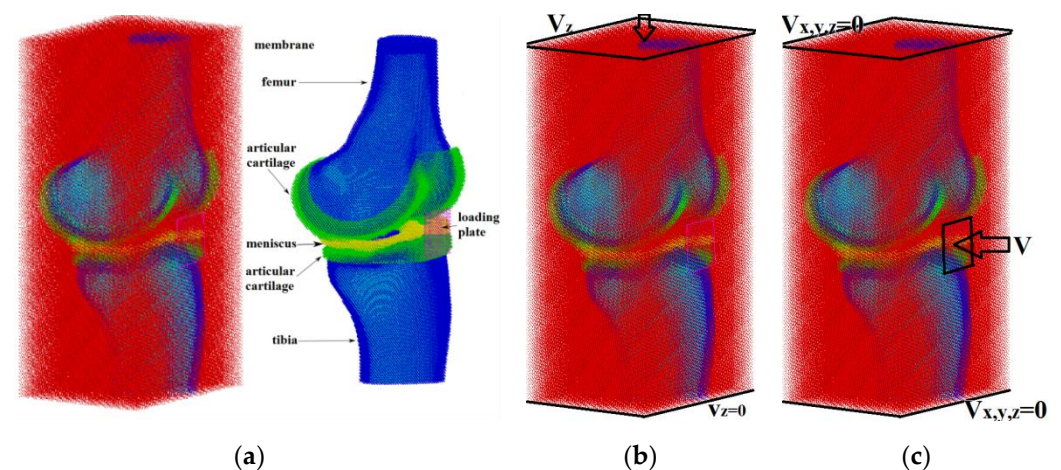 membrane
femur
articular
cartilage
meniscus
articular
cartilage
tibia
loading
plate
Vz
Vz=0
Vx,y,z=0
V
Vx,y,z=0
(a)
(b)
(c)